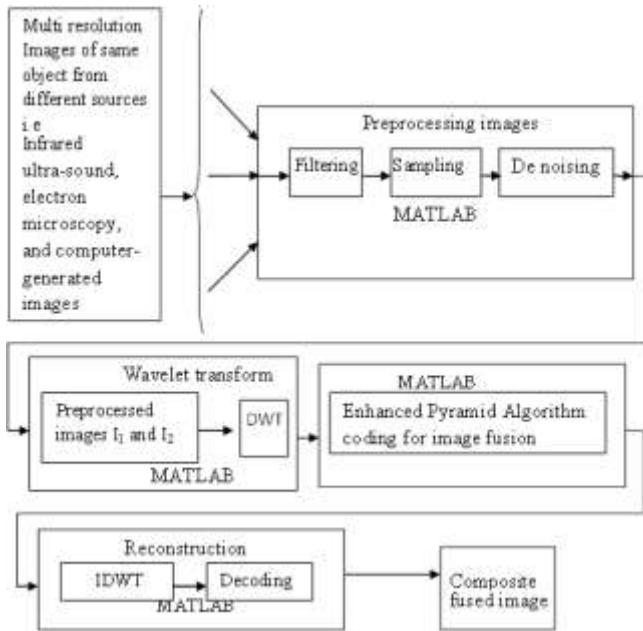 Multi resolution
Images of same
object from
different sources
i.e
Infrared
ultra-sound,
electron
microscopy,
and computer-
generated
images
Preprocessing images
Filtering
Sampling
De noising
MATLAB
Wavelet transform
Preprocessed
images I₁ and I₂
DWT
MATLAB
MATLAB
Enhanced Pyramid Algorithm
coding for image fusion
Reconstruction
IDWT
Decoding
MATLAB
Composite
fused image